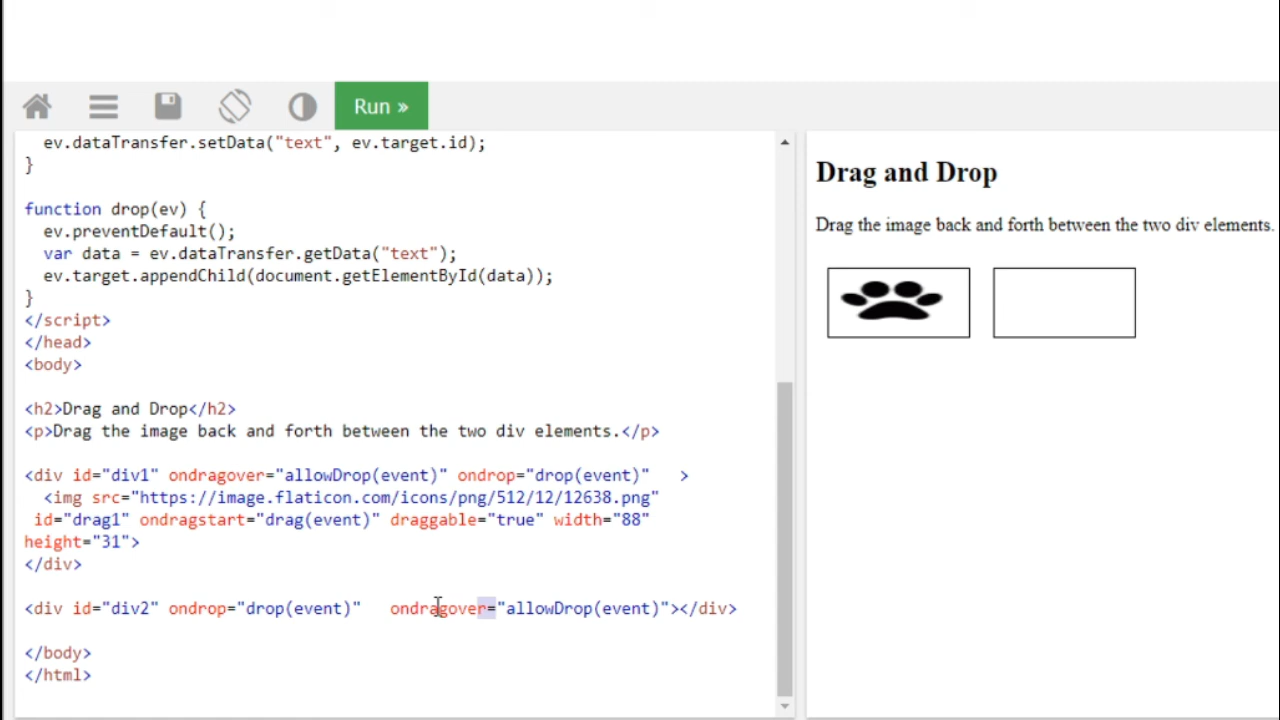 Run »
ev.dataTransfer.setData("text", ev.target.id);
}
function drop(ev) {
ev.preventDefault();
var data = ev.dataTransfer.getData("text");
ev.target.appendChild(document.getElementById(data));
}
</script>
</head>
<body>
<h2>Drag and Drop</h2>
<p>Drag the image back and forth between the two div elements.</p>
<div id="div1" ondragover="allowDrop(event)" ondrop="drop(event)"   >
<img src="https://image.flaticon.com/icons/png/512/12/12638.png"
id="drag1" ondragstart="drag(event)" draggable="true" width="88"
height="31">
</div>
<div id="div2" ondrop="drop(event)"   ondragover="allowDrop(event)"></div>
</body>
</html>
Drag and Drop
Drag the image back and forth between the two div elements.